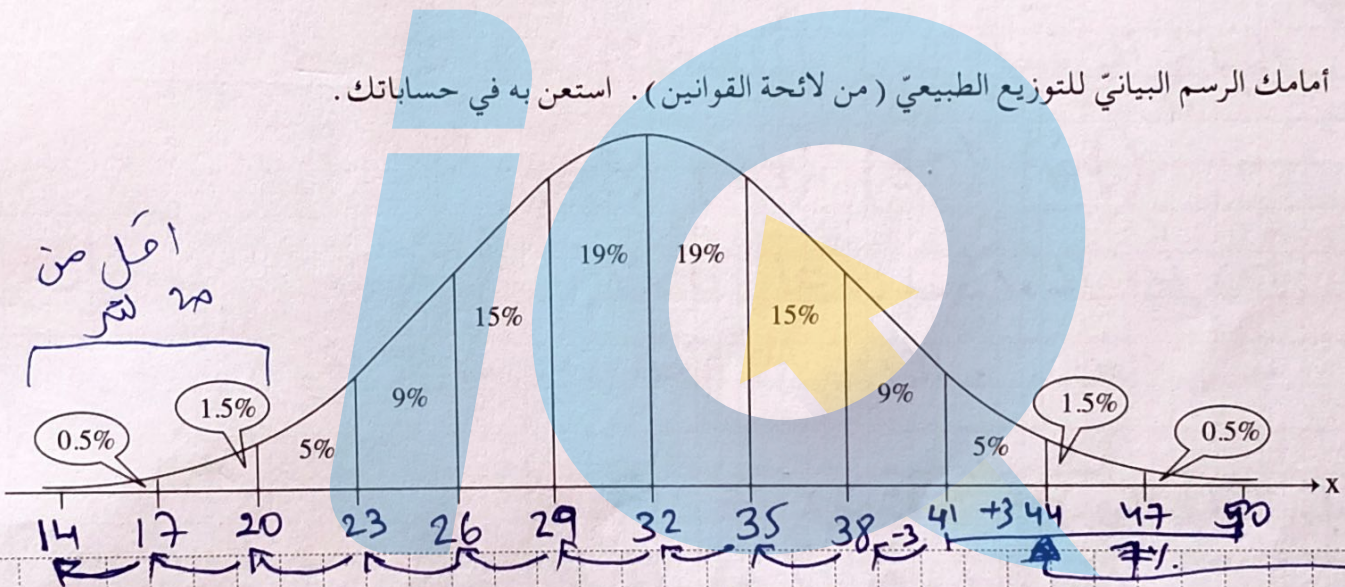 أمامك الرسم البيانيّ للتوزيع الطبيعيّ (من لائحة القوانين). استعن به في حساباتك.
iQ
اقل من
20 لتر
19% 19%
15% 15%
9% 9%
1.5% 1.5%
0.5% 5% 5% 0.5%
x
14 17 20 23 26 29 32 35 38 41 +3 44 47 50
-3 7%